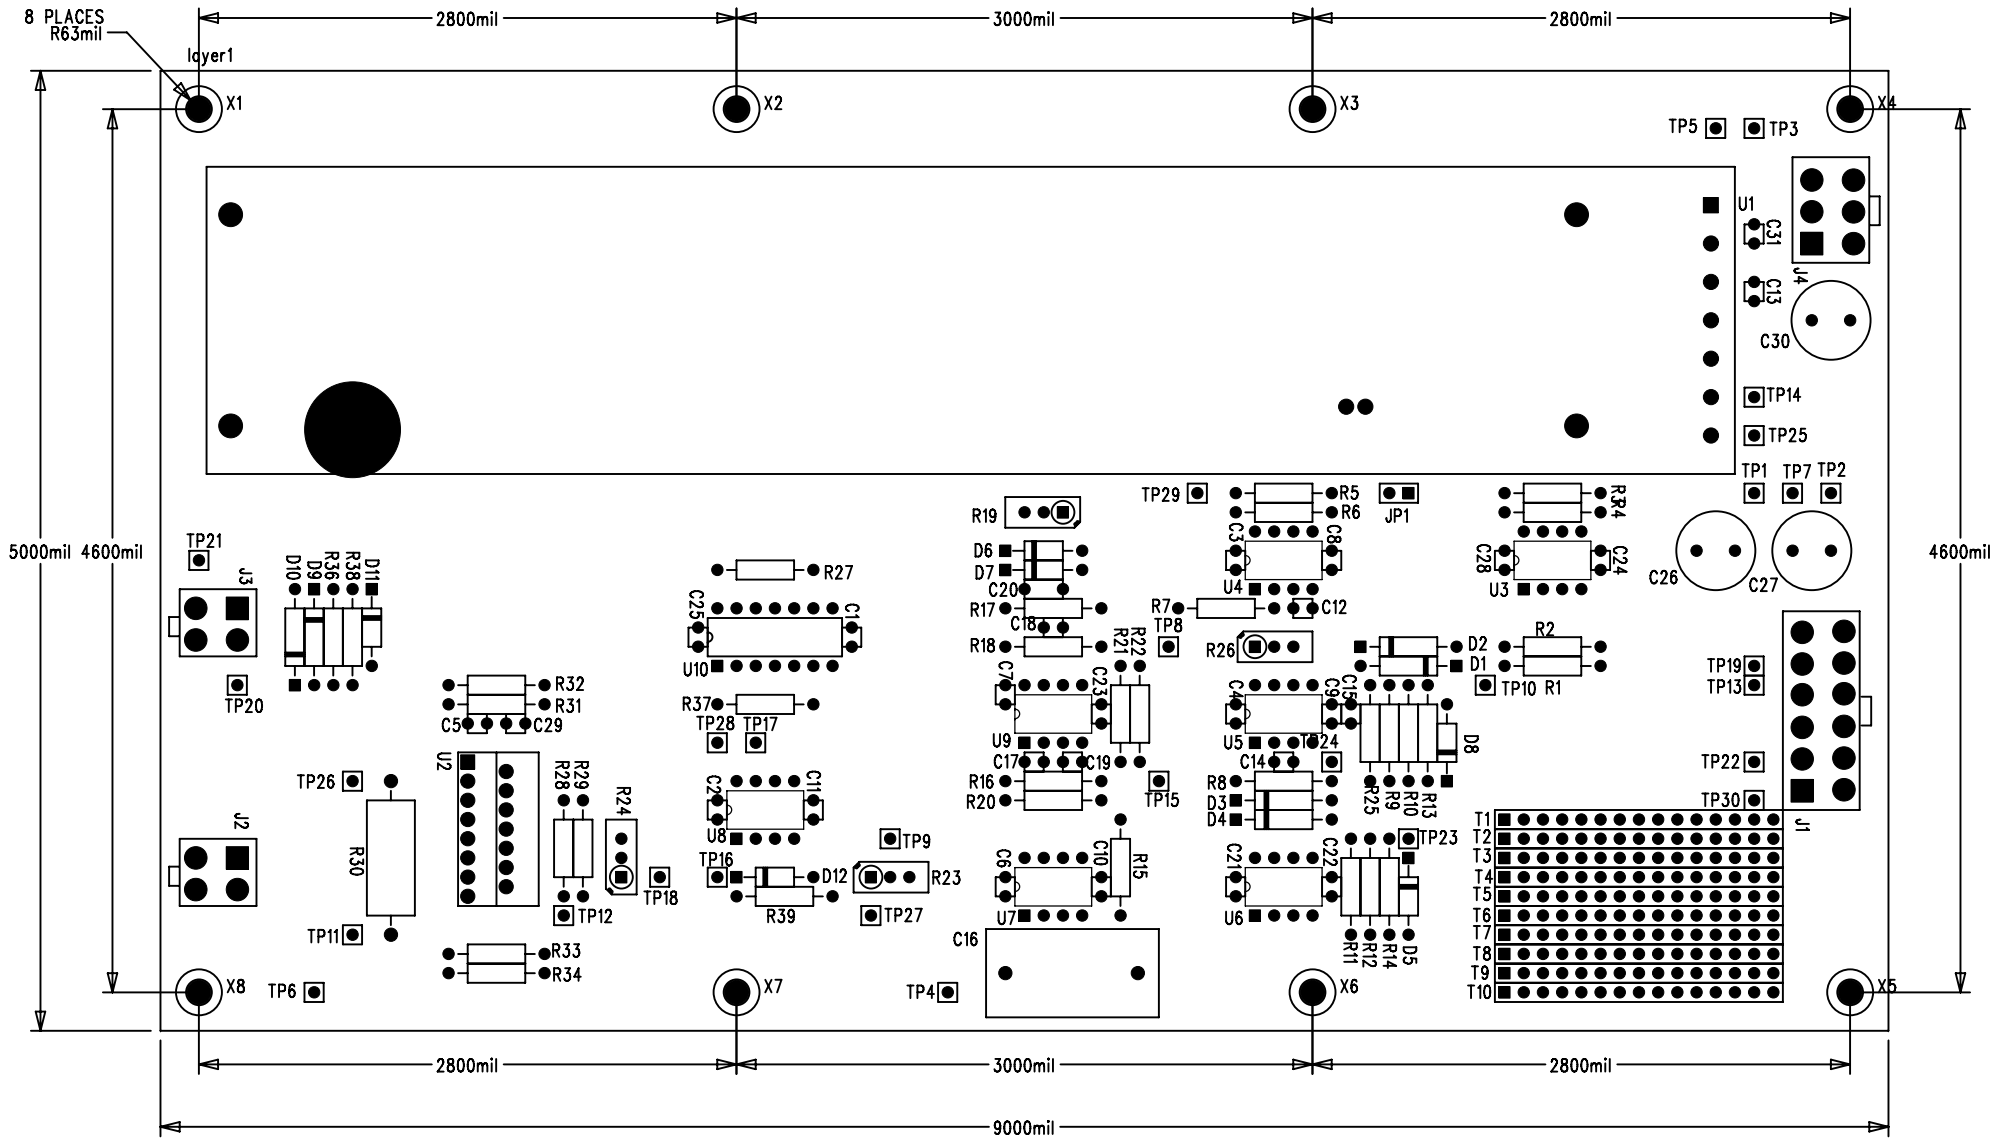 8 PLACES
R63mil
layer1
2800mil
3000mil
2800mil
X1
X2
X3
X4
TP5
TP3
U1
C31
J4
C13
C30
TP14
TP25
TP1
TP7
TP2
5000mil
4600mil
4600mil
R19
TP29
R5
R6
JP1
R3
R4
TP21
J3
D10
D9
R36
R38
D11
R27
D6
D7
C20
C3
C8
U4
C28
C24
U3
C26
C27
C25
C1
U10
R17
C18
R18
R7
C12
TP8
R21
R22
R26
D2
D1
R2
R1
TP10
TP19
TP13
TP20
R32
R31
C5
C29
R37
TP28
TP17
C7
C23
U9
C4
C9
C15
U5
TP24
D8
U2
TP26
R28
R29
R24
C2
C11
U8
C17
C19
R16
R20
TP15
C14
R8
D3
D4
R25
R9
R10
R13
TP22
TP30
J1
J2
R30
TP16
D12
R39
TP9
R23
TP27
TP18
TP12
TP11
C6
C10
R15
U7
C21
C22
U6
TP23
R11
R12
R14
D5
T1
T2
T3
T4
T5
T6
T7
T8
T9
T10
R33
R34
C16
X8
TP6
X7
TP4
X6
X5
2800mil
3000mil
2800mil
9000mil